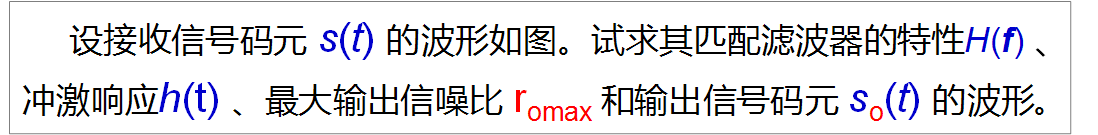 设接收信号码元 s(t) 的波形如图。试求其匹配滤波器的特性H(f) 、
冲激响应h(t) 、最大输出信噪比 romax 和输出信号码元 so(t) 的波形。